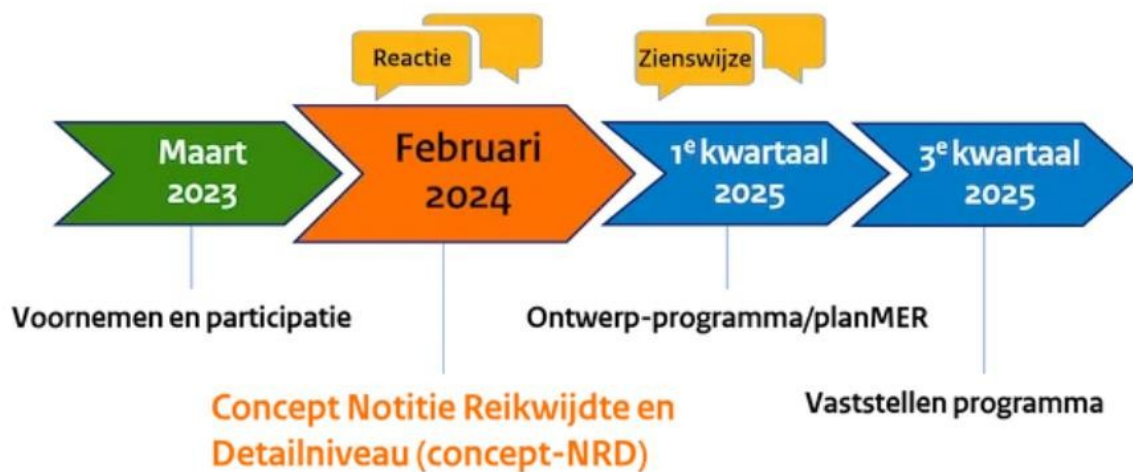 Reactie
Zienswijze
Maart
2023
Februari
2024
1e kwartaal
2025
3e kwartaal
2025
Voornemen en participatie
Ontwerp-programma/planMER
Concept Notitie Reikwijdte en
Detailniveau (concept-NRD)
Vaststellen programma